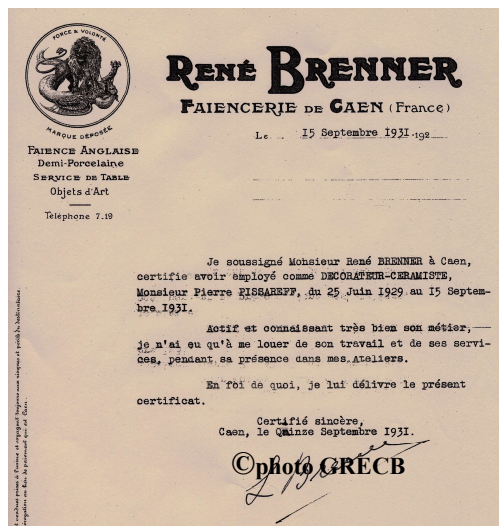 FORCE & VOLONTÉ
MARQUE DÉPOSÉE
RENÉ BRENNER
FAIENCERIE DE CAEN (France)
Le 15 Septembre 1931.192
FAIENCE ANGLAISE
Demi-Porcelaine
SERVICE DE TABLE
Objets d'Art
Téléphone 7.19
Je soussigné Monsieur René BRENNER à Caen,
certifie avoir employé comme DECORATEUR-CERAMISTE,
Monsieur Pierre PISSAREFF, du 25 Juin 1929 au 15 Septem-
bre 1931.
Actif et connaissant très bien son métier,
je n'ai eu qu'à me louer de son travail et de ses servi-
ces, pendant sa présence dans mes Ateliers.
En foi de quoi, je lui délivre le présent
certificat.
Certifié sincère,
Caen, le Quinze Septembre 1931.
©photo GRECB